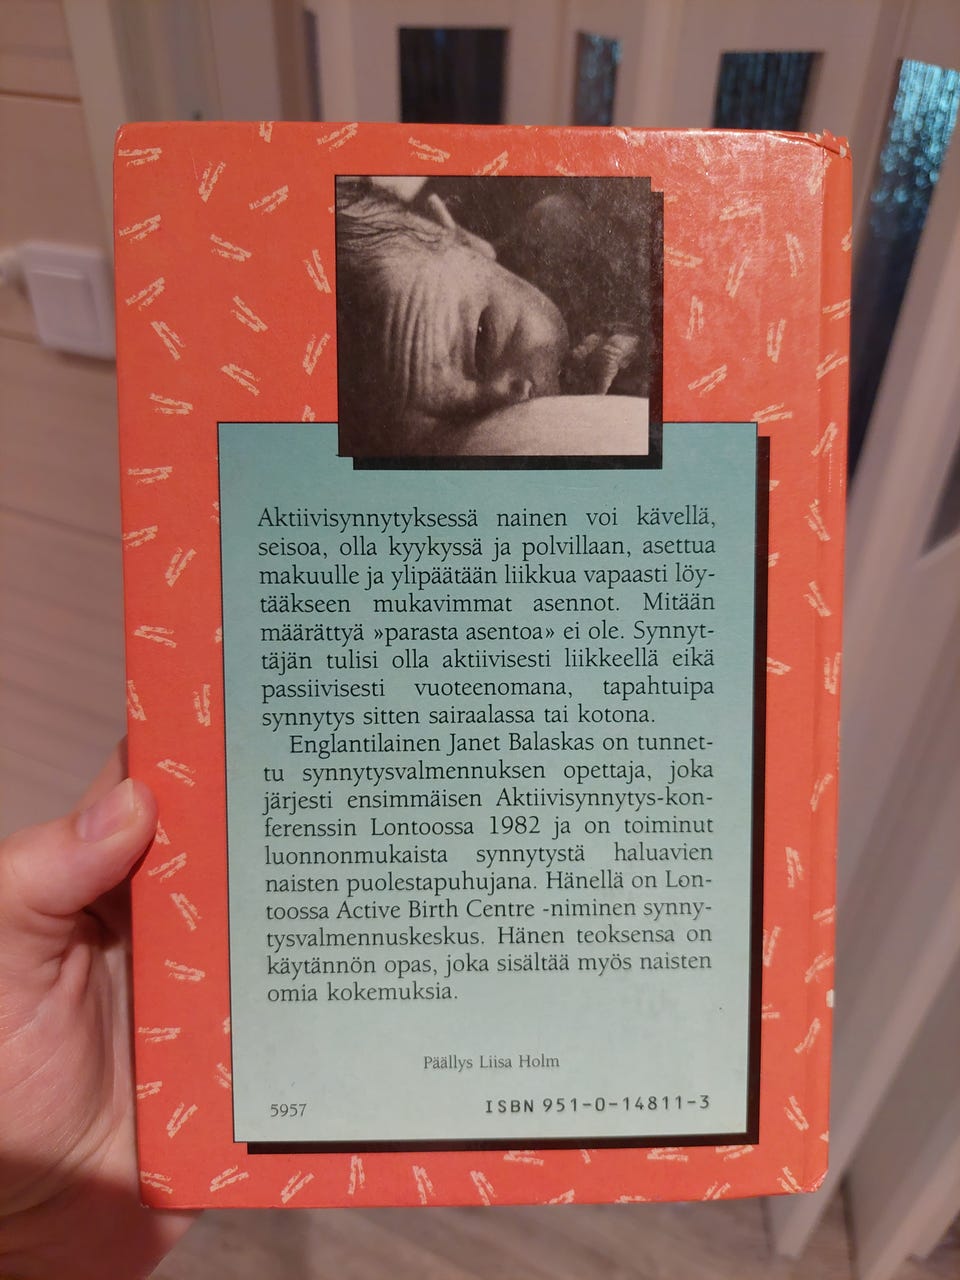 Aktiivisynnytyksessä nainen voi kävellä,
seisoa, olla kyykyssä ja polvillaan, asettua
makuulle ja ylipäätään liikkua vapaasti löy-
tääkseen mukavimmat asennot. Mitään
määrättyä »parasta asentoa» ei ole. Synnyt-
täjän tulisi olla aktiivisesti liikkeellä eikä
passiivisesti vuoteenomana, tapahtuipa
synnytys sitten sairaalassa tai kotona.
Englantilainen Janet Balaskas on tunnet-
tu synnytysvalmennuksen opettaja, joka
järjesti ensimmäisen Aktiivisynnytys-kon-
ferenssin Lontoossa 1982 ja on toiminut
luonnonmukaista synnytystä haluavien
naisten puolestapuhujana. Hänellä on Lon-
toossa Active Birth Centre -niminen synny-
tysvalmennuskeskus. Hänen teoksensa on
käytännön opas, joka sisältää myös naisten
omia kokemuksia.
Päällys Liisa Holm
5957 ISBN 951-0-14811-3